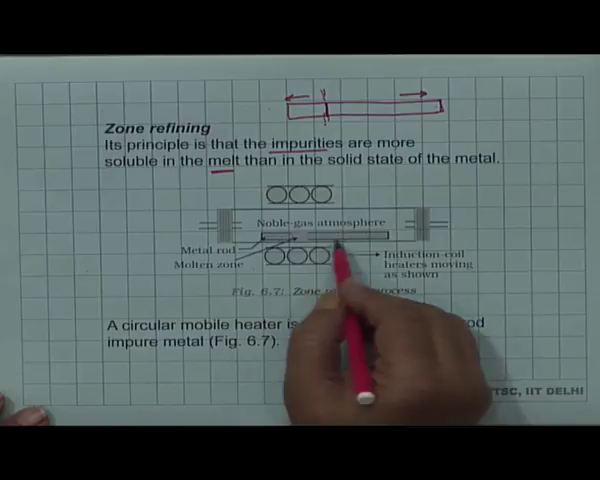 Zone refining
Its principle is that the impurities are more
soluble in the melt than in the solid state of the metal.
Noble-gas atmosphere
Metal rod
Molten zone
Induction-coil
heaters moving
as shown
Fig. 6.7: Zone process
A circular mobile heater is rod
impure metal (Fig. 6.7).
TSC, IIT DELHI